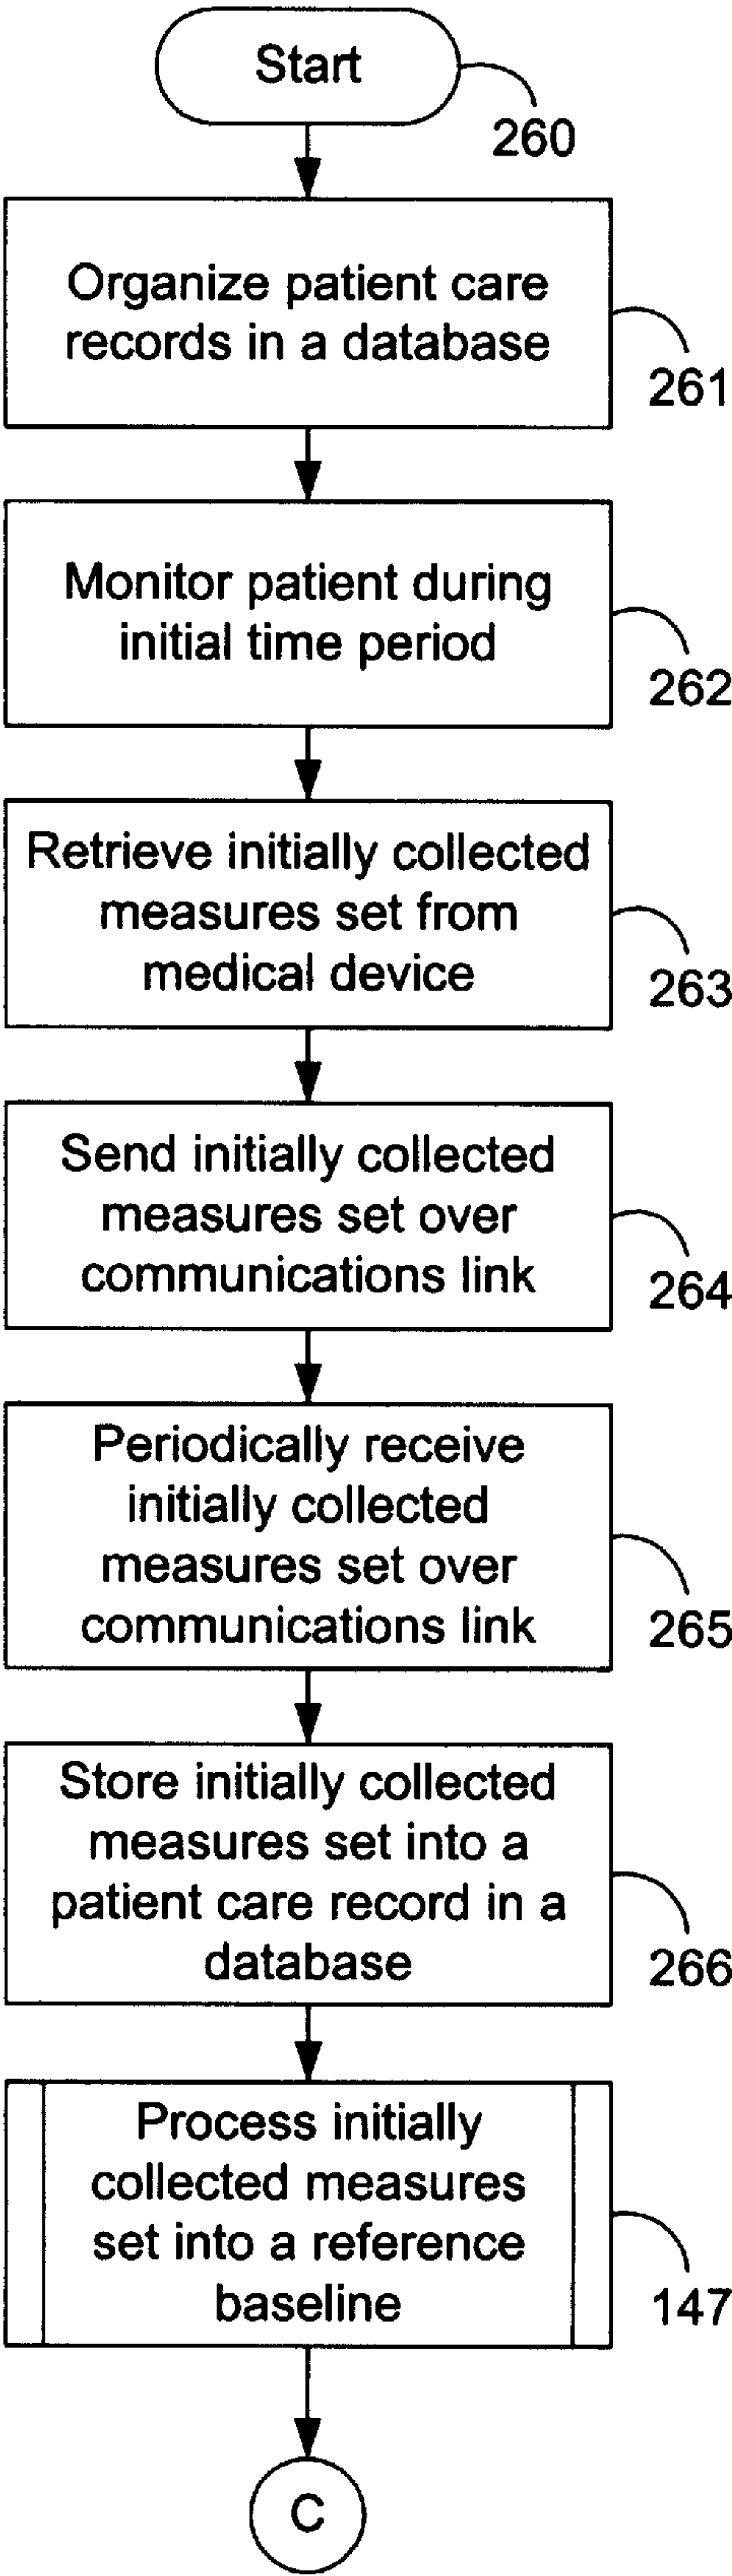 Start
260
Organize patient care
records in a database
261
Monitor patient during
initial time period
262
Retrieve initially collected
measures set from
medical device
263
Send initially collected
measures set over
communications link
264
Periodically receive
initially collected
measures set over
communications link
265
Store initially collected
measures set into a
patient care record in a
database
266
Process initially
collected measures
set into a reference
baseline
147
C